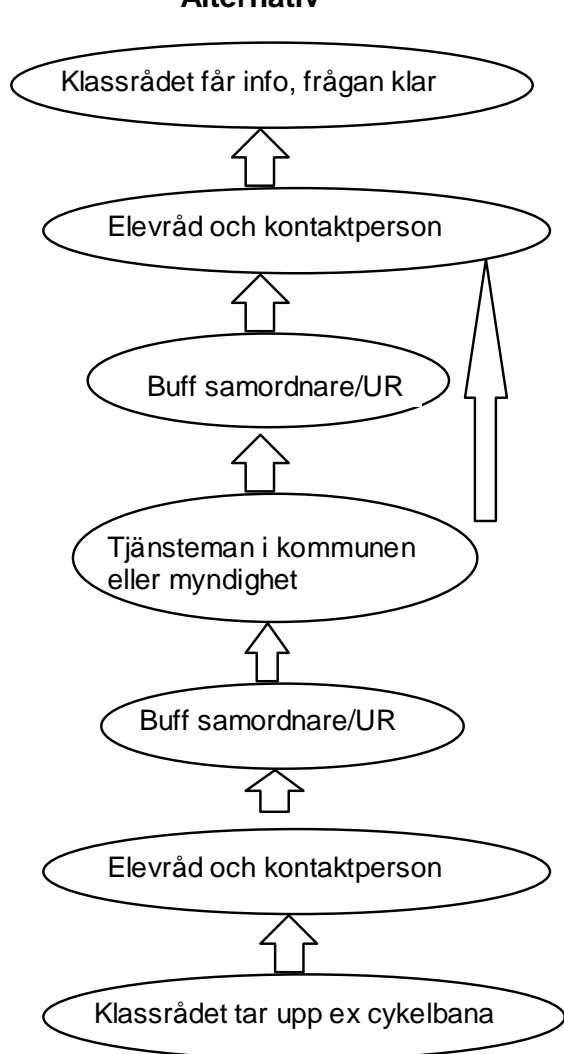 Alternativ
Klassrådet får info, frågan klar
Elevråd och kontaktperson
Buff samordnare/UR
Tjänsteman i kommunen
eller myndighet
Buff samordnare/UR
Elevråd och kontaktperson
Klassrådet tar upp ex cykelbana